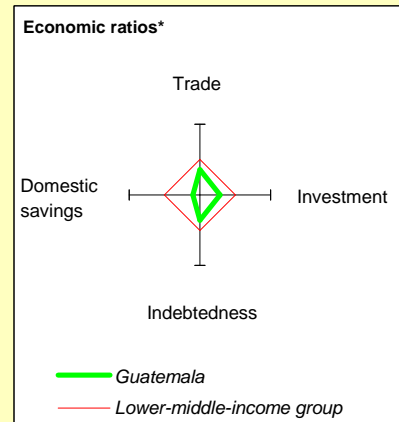 Economic ratios*
Trade
Domestic
savings
Investment
Indebtedness
Guatemala
Lower-middle-income group